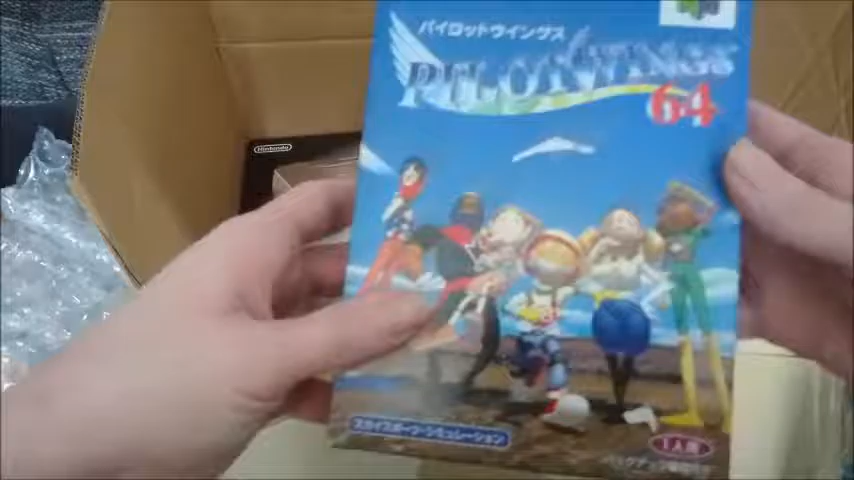 パイロットウイングス
PILOTWINGS
64
Nintendo
スカイスポーツ・シミュレーション
1人用